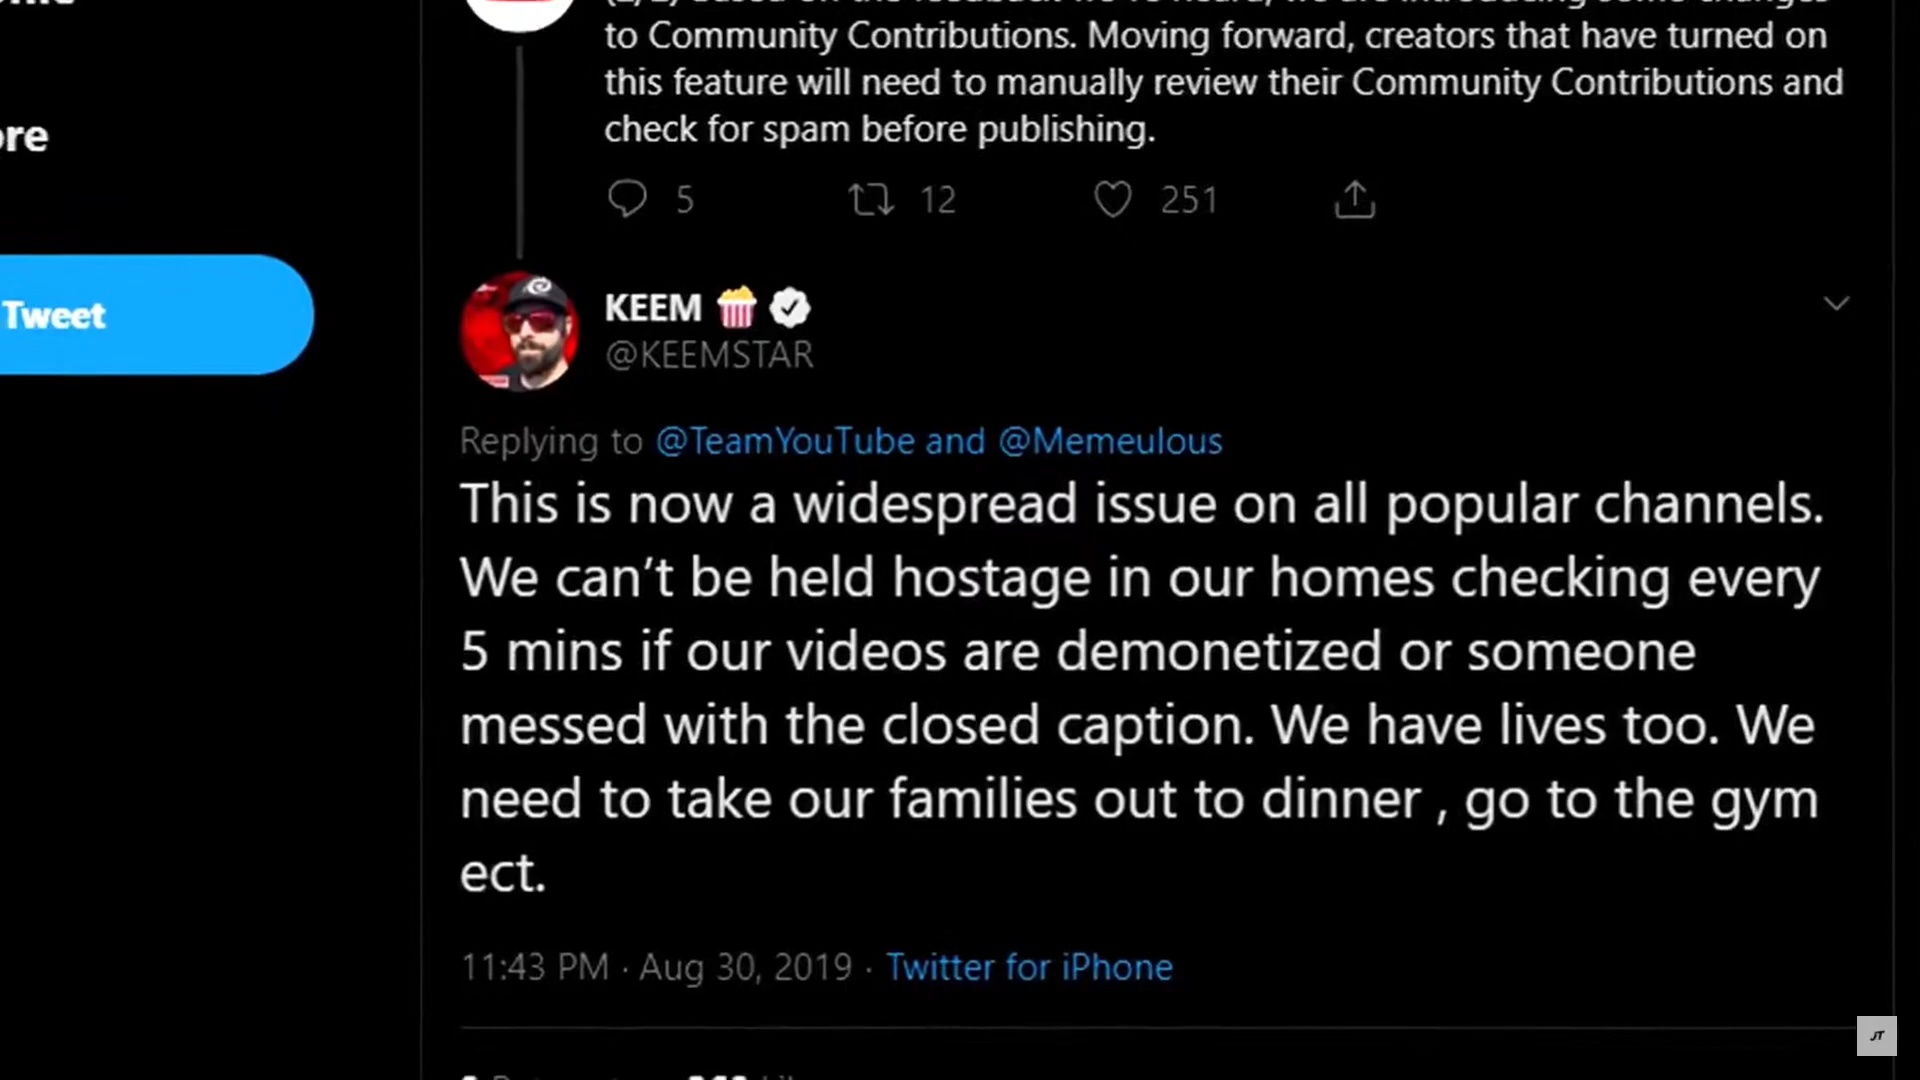 to Community Contributions. Moving forward, creators that have turned on
this feature will need to manually review their Community Contributions and
check for spam before publishing.
5 12 251
ore
Tweet
KEEM
@KEEMSTAR
Replying to @TeamYouTube and @Memeulous
This is now a widespread issue on all popular channels.
We can’t be held hostage in our homes checking every
5 mins if our videos are demonetized or someone
messed with the closed caption. We have lives too. We
need to take our families out to dinner , go to the gym
ect.
11:43 PM · Aug 30, 2019 · Twitter for iPhone
JT